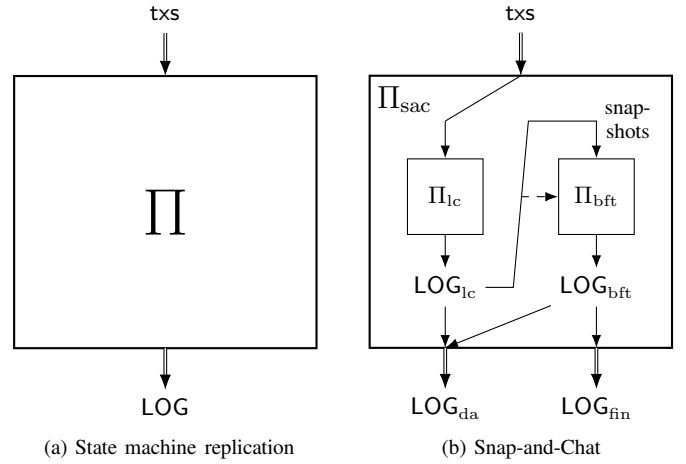 txs
Π
LOG
(a) State machine replication
txs
Π_sac
snap-
shots
Π_lc
Π_bft
LOG_lc
LOG_bft
LOG_da
LOG_fin
(b) Snap-and-Chat